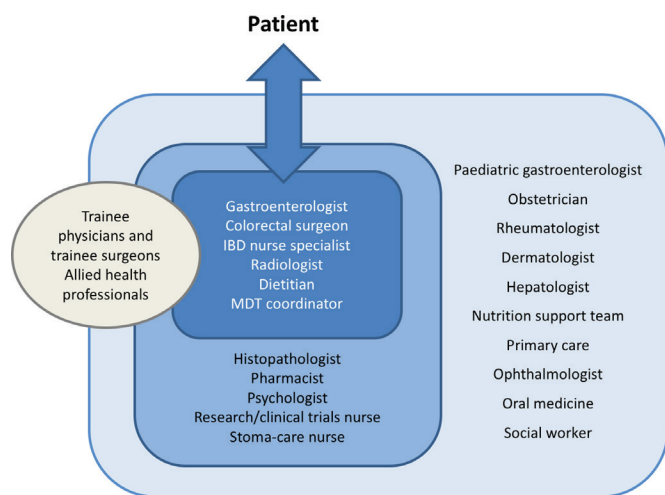 Patient
Trainee
physicians and
trainee surgeons
Allied health
professionals
Gastroenterologist
Colorectal surgeon
IBD nurse specialist
Radiologist
Dietitian
MDT coordinator
Histopathologist
Pharmacist
Psychologist
Research/clinical trials nurse
Stoma-care nurse
Paediatric gastroenterologist
Obstetrician
Rheumatologist
Dermatologist
Hepatologist
Nutrition support team
Primary care
Ophthalmologist
Oral medicine
Social worker